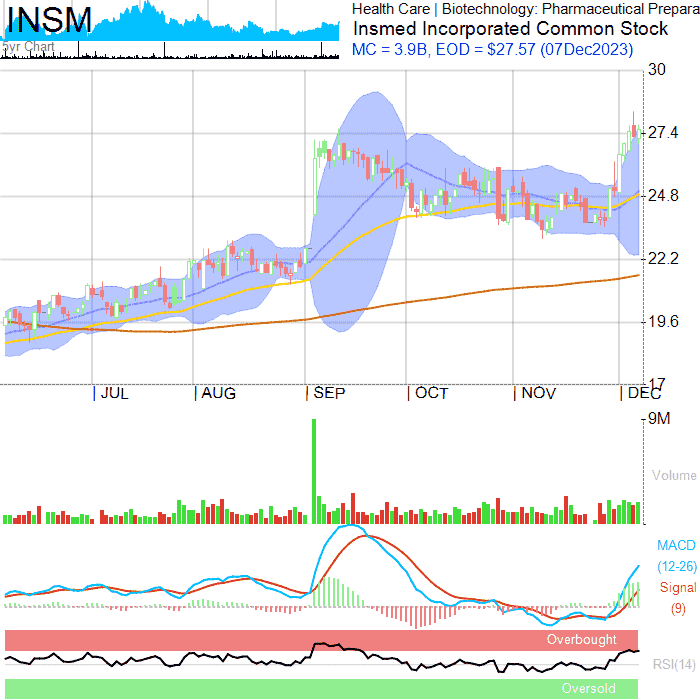 INSM
5yr Chart
Health Care | Biotechnology: Pharmaceutical Prepara
Insmed Incorporated Common Stock
MC = 3.9B, EOD = $27.57 (07Dec2023)
30
27.4
24.8
22.2
19.6
17
JUL AUG SEP OCT NOV DEC
9M
Volume
MACD
(12-26)
Signal
(9)
Overbought
RSI(14)
Oversold